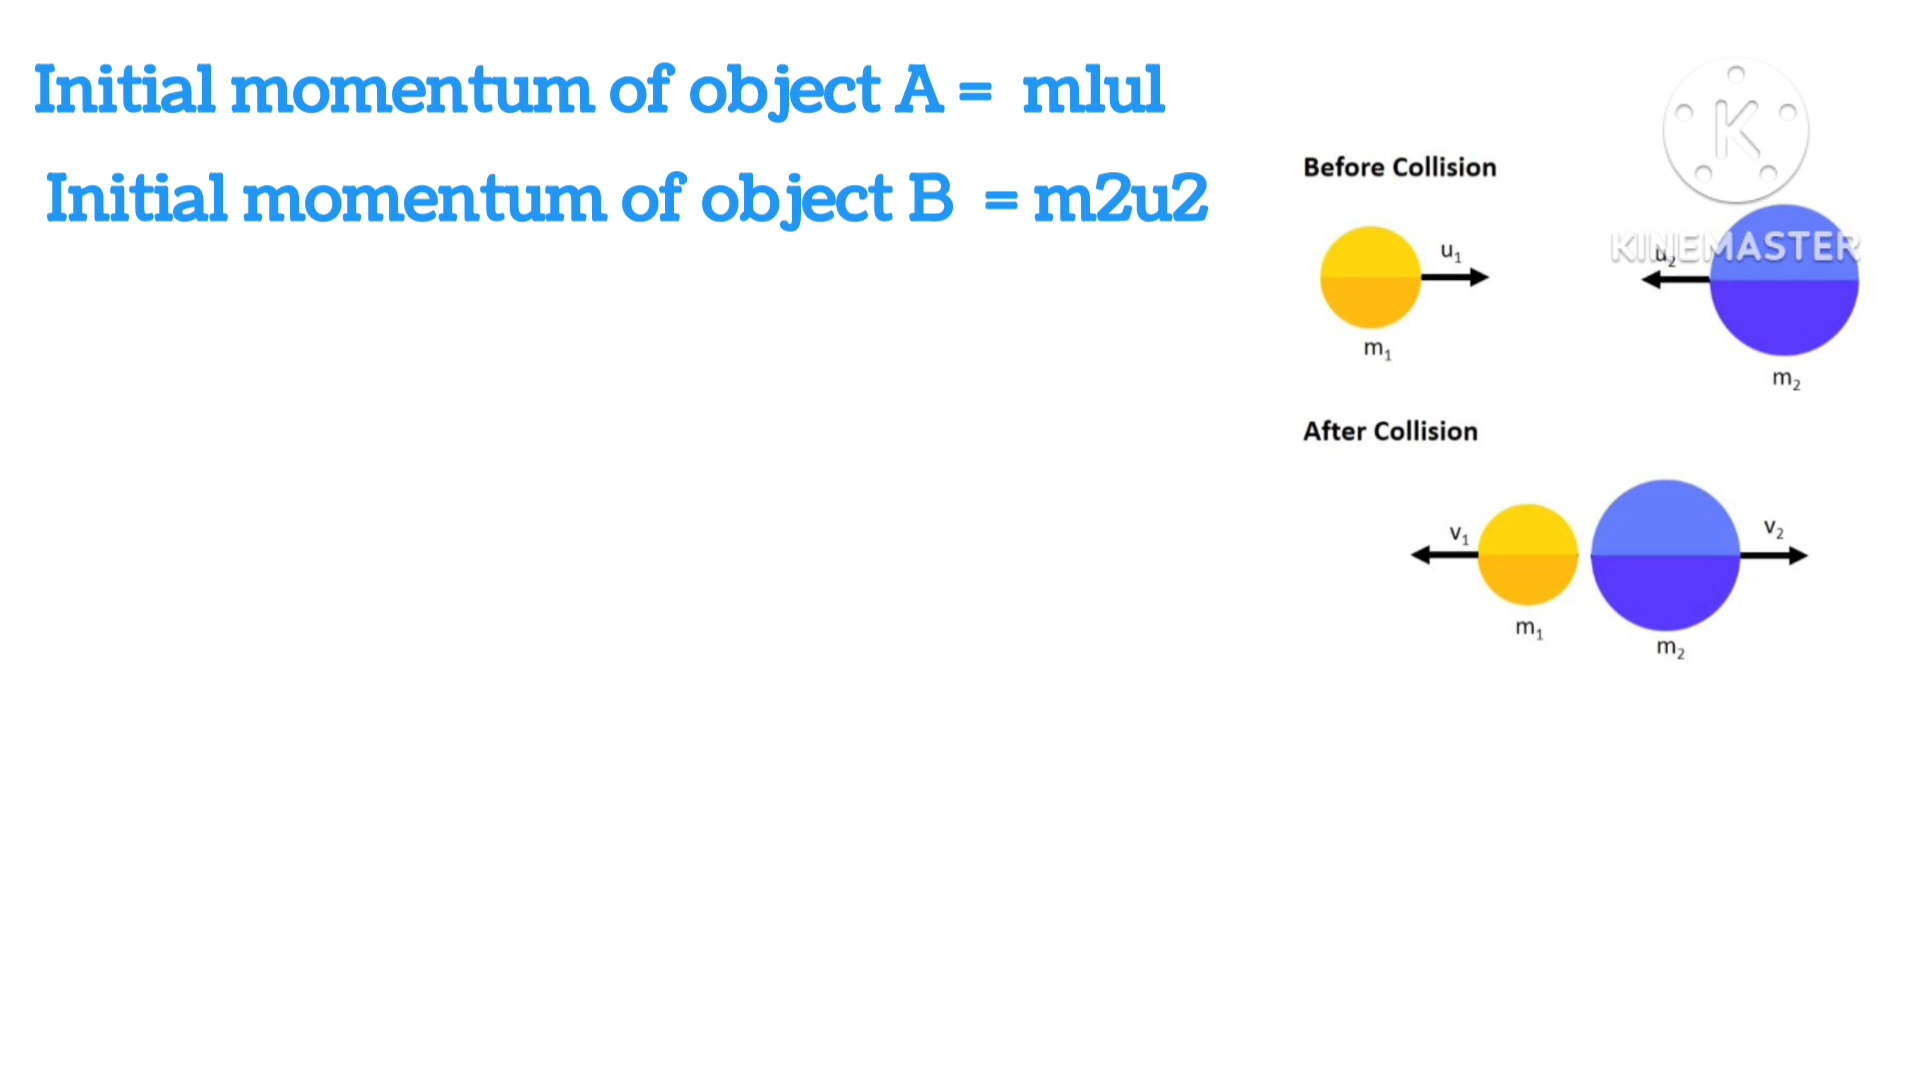 Initial momentum of object A = m1u1
Initial momentum of object B = m2u2
K
KINEMASTER
Before Collision
u₁
u₂
m₁
m₂
After Collision
v₁
v₂
m₁
m₂